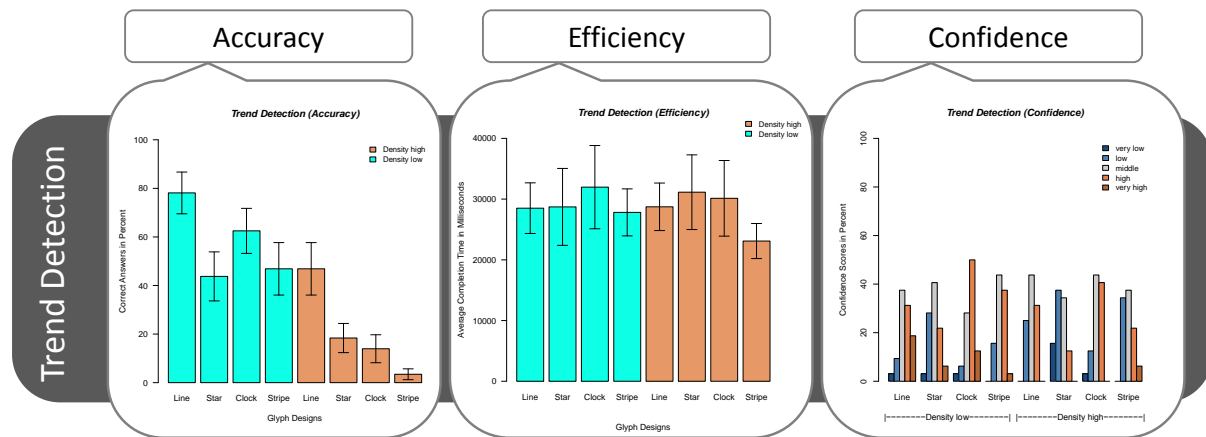 Accuracy
Efficiency
Confidence
Trend Detection
Trend Detection (Accuracy)
Density high
Density low
100
80
60
40
20
0
Correct Answers in Percent
Line Star Clock Stripe Line Star Clock Stripe
Glyph Designs
Trend Detection (Efficiency)
Density high
Density low
40000
30000
20000
10000
0
Average Completion Time in Milliseconds
Line Star Clock Stripe Line Star Clock Stripe
Glyph Designs
Trend Detection (Confidence)
very low
low
middle
high
very high
100
80
60
40
20
0
Confidence Scores in Percent
Line Star Clock Stripe Line Star Clock Stripe
|--------Density low--------| |--------Density high--------|